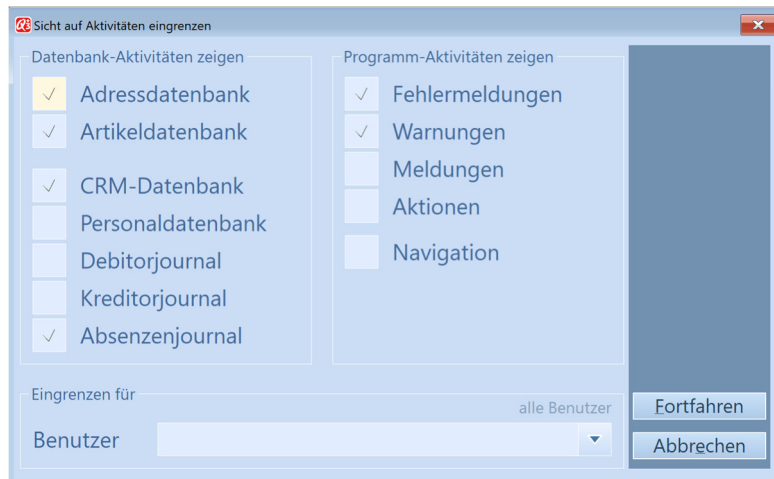 Sicht auf Aktivitäten eingrenzen
Datenbank-Aktivitäten zeigen
Adressdatenbank
Artikeldatenbank
CRM-Datenbank
Personaldatenbank
Debitorjournal
Kreditorjournal
Absenzenjournal
Programm-Aktivitäten zeigen
Fehlermeldungen
Warnungen
Meldungen
Aktionen
Navigation
Eingrenzen für
alle Benutzer
Benutzer
Fortfahren
Abbrechen